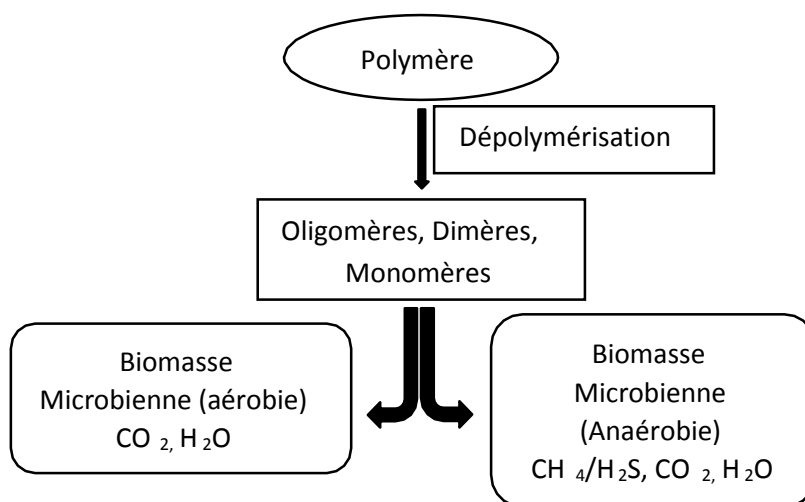 Polymère
Dépolymérisation
Oligomères, Dimères,
Monomères
Biomasse
Microbienne (aérobie)
CO 2, H 2O
Biomasse
Microbienne
(Anaérobie)
CH 4/H 2S, CO 2, H 2O